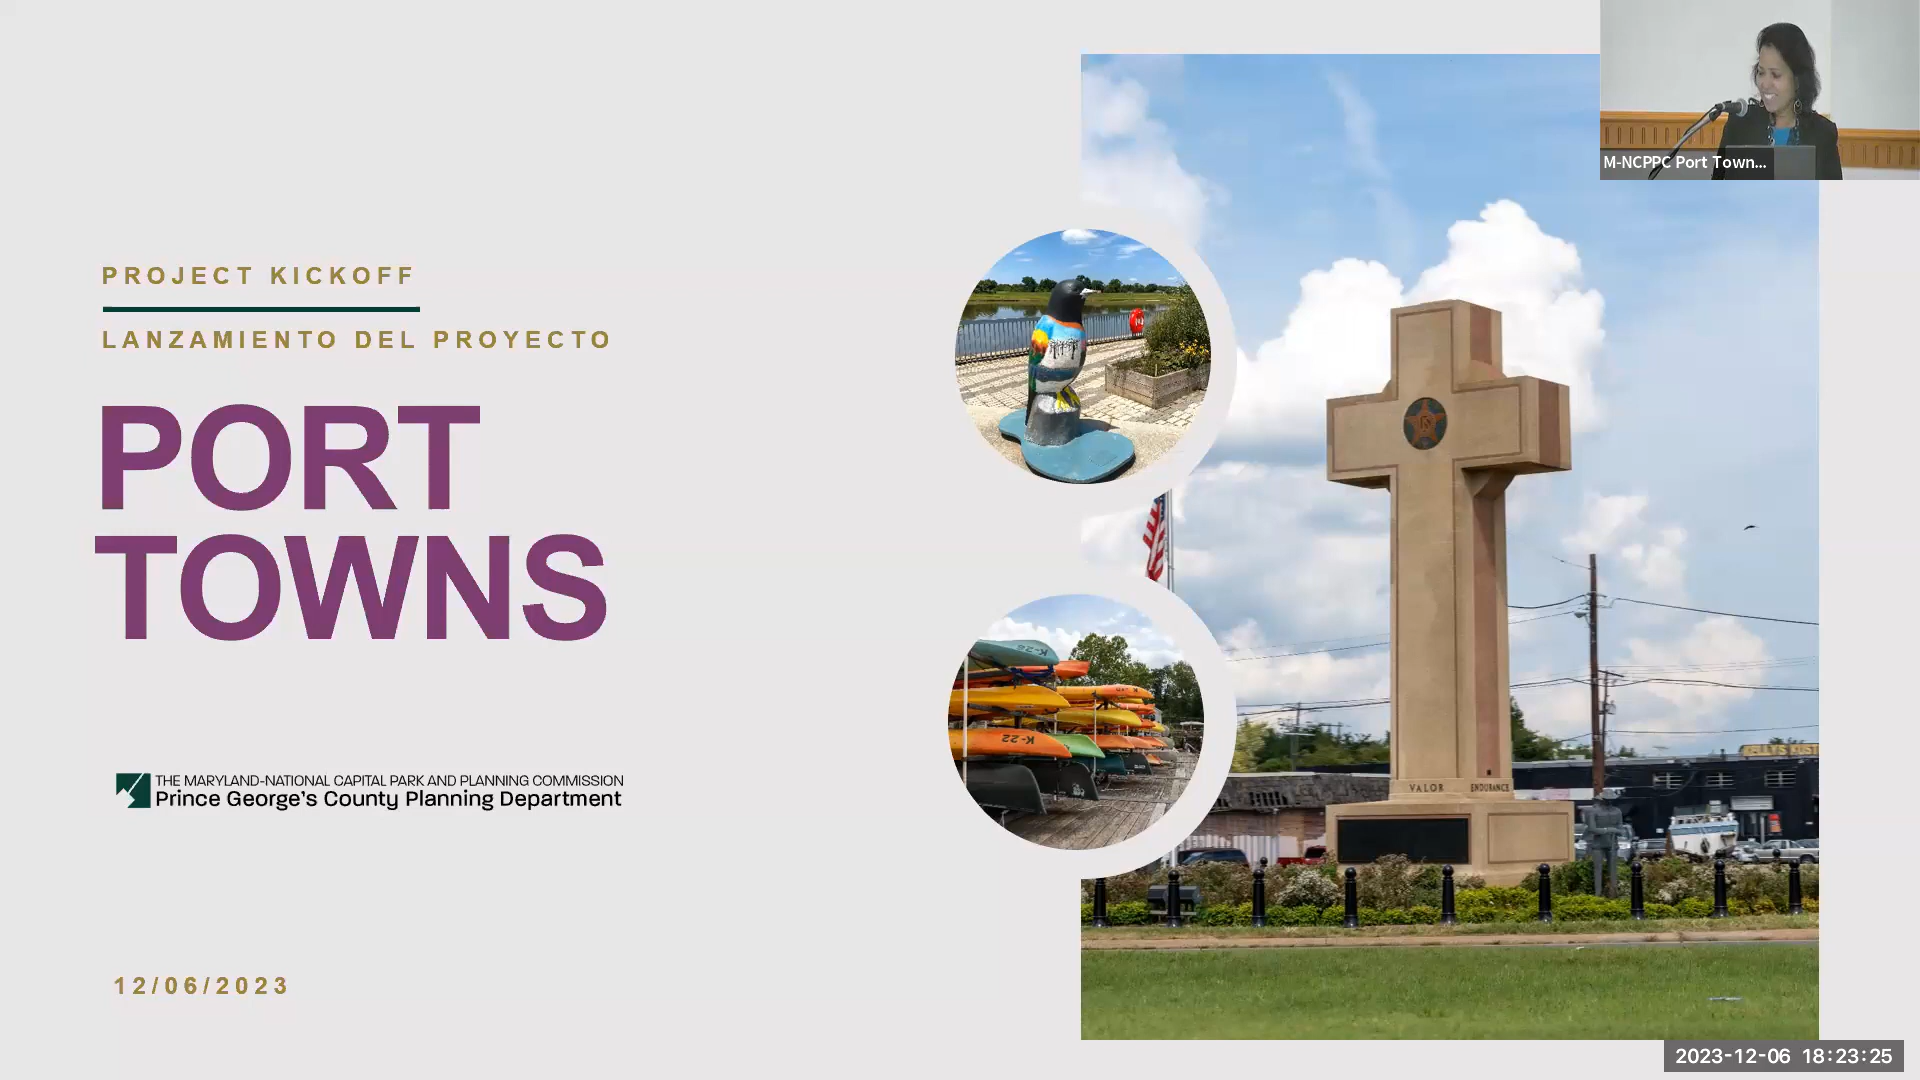 PROJECT KICKOFF
LANZAMIENTO DEL PROYECTO
PORT
TOWNS
THE MARYLAND-NATIONAL CAPITAL PARK AND PLANNING COMMISSION
Prince George's County Planning Department
12/06/2023
M-NCPPC Port Town...
K-22
VALOR ENDURANCE
2023-12-06 18:23:25